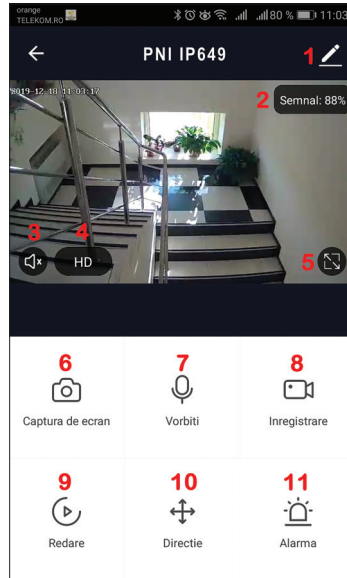 orange
TELEKOM.RO
80 % 11:03
PNI IP649
1
2019-12-18 11:03:17
2
Semnal: 88%
3
4
HD
5
6
7
8
Captura de ecran
Vorbiti
Inregistrare
9
10
11
Redare
Directie
Alarma